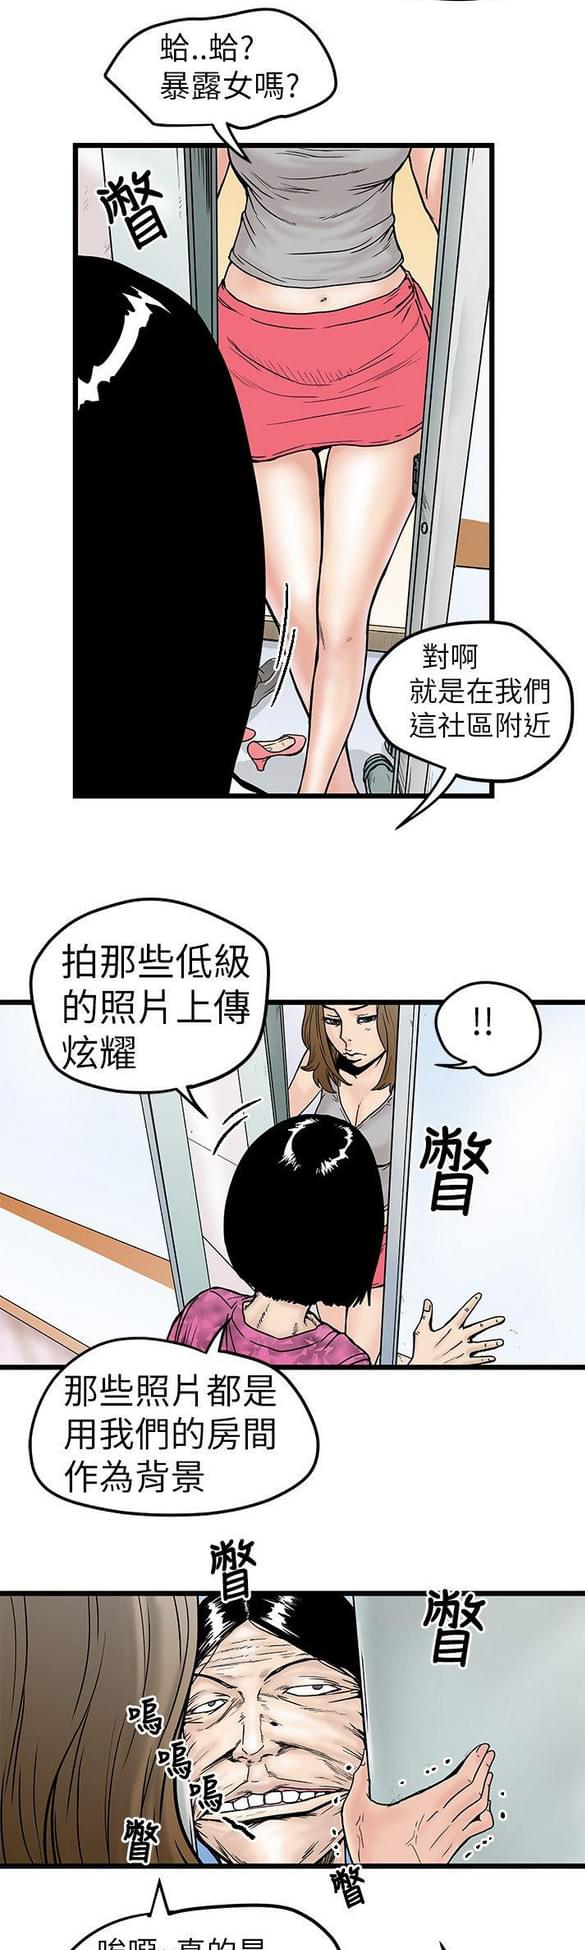 蛤..蛤?
暴露女嗎?
瞥
對啊
就是在我們
這社區附近
拍那些低級
的照片上傳
炫耀
!!
瞥
那些照片都是
用我們的房間
作為背景
瞥
瞥
嗚
嗚
嗚
瞥
瞥